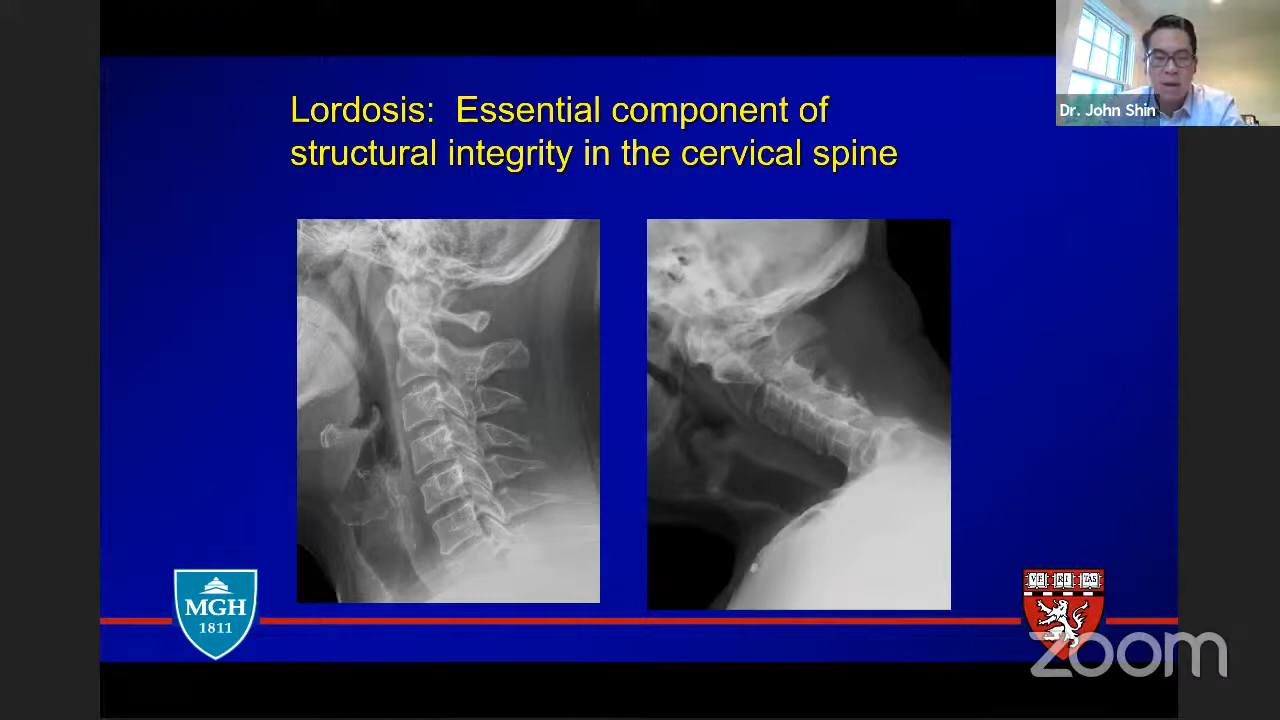 Dr. John Shin
Lordosis: Essential component of
structural integrity in the cervical spine
MGH
1811
VE RI TAS
zoom